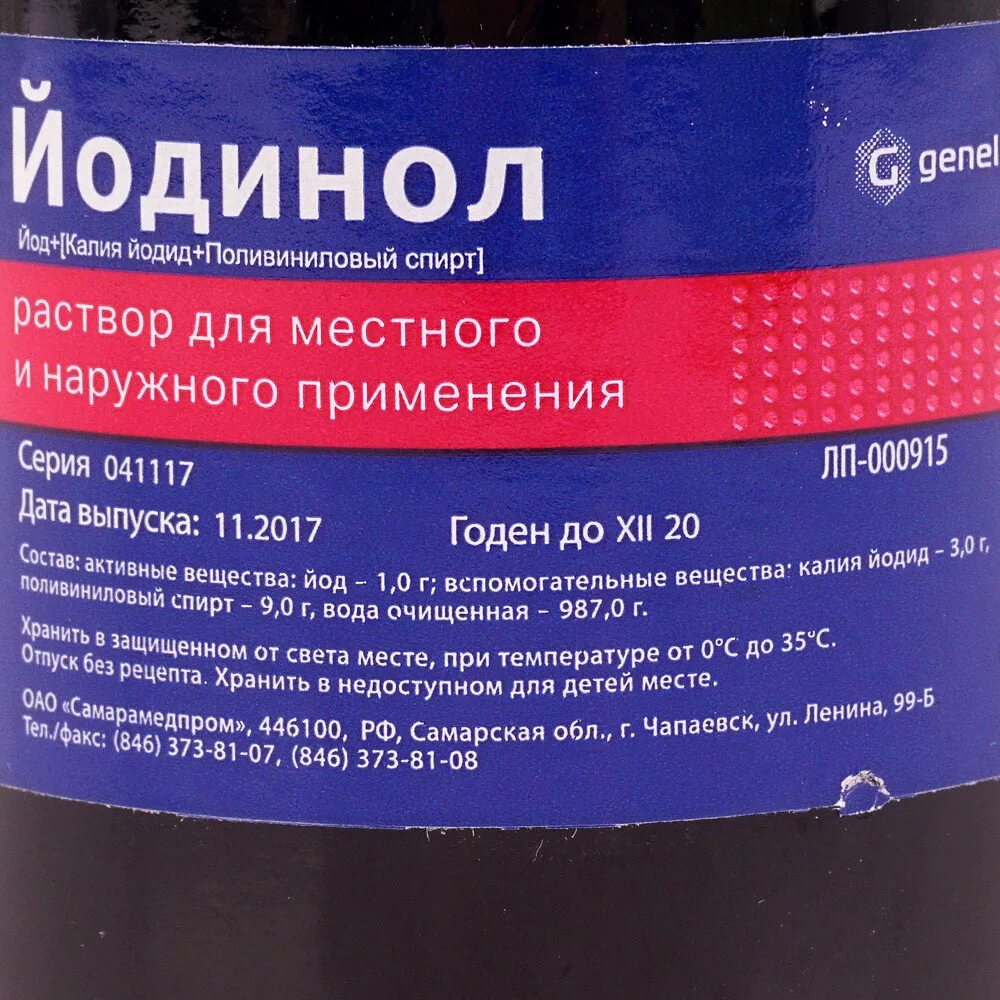 Йодинол
genel
Йод+[Калия йодид+Поливиниловый спирт]
раствор для местного
и наружного применения
Серия 041117
ЛП-000915
Дата выпуска: 11.2017 Годен до XII 20
Состав: активные вещества: йод – 1,0 г; вспомогательные вещества: калия йодид – 3,0 г,
поливиниловый спирт – 9,0 г, вода очищенная – 987,0 г.
Хранить в защищенном от света месте, при температуре от 0°С до 35°С.
Отпуск без рецепта. Хранить в недоступном для детей месте.
ОАО «Самарамедпром», 446100, РФ, Самарская обл., г. Чапаевск, ул. Ленина, 99-Б
Тел./факс: (846) 373-81-07, (846) 373-81-08